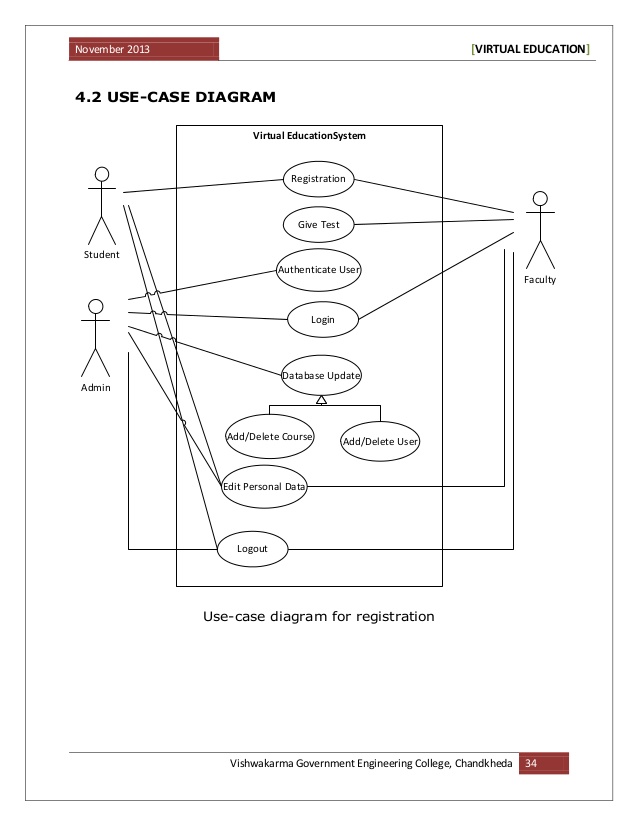 November 2013
[VIRTUAL EDUCATION]
4.2 USE-CASE DIAGRAM
Virtual EducationSystem
Registration
Give Test
Student
Authenticate User
Faculty
Login
Admin
Database Update
Add/Delete Course
Add/Delete User
Edit Personal Data
Logout
Use-case diagram for registration
Vishwakarma Government Engineering College, Chandkheda
34